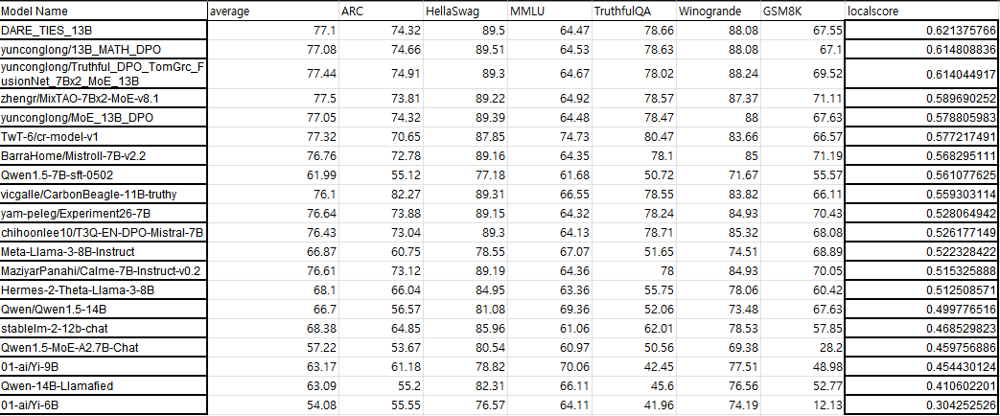 Model Name average ARC HellaSwag MMLU TruthfulQA Winogrande GSM8K localscore
DARE_TIES_13B 77.1 74.32 89.5 64.47 78.66 88.08 67.55 0.621375766
yunconglong/13B_MATH_DPO 77.08 74.66 89.51 64.53 78.63 88.08 67.1 0.614808836
yunconglong/Truthful_DPO_TomGrc_F
usionNet_7Bx2_MoE_13B 77.44 74.91 89.3 64.67 78.02 88.24 69.52 0.614044917
zhengr/MixTAO-7Bx2-MoE-v8.1 77.5 73.81 89.22 64.92 78.57 87.37 71.11 0.589690252
yunconglong/MoE_13B_DPO 77.05 74.32 89.39 64.48 78.47 88 67.63 0.578805983
TwT-6/cr-model-v1 77.32 70.65 87.85 74.73 80.47 83.66 66.57 0.577217491
BarraHome/Mistroll-7B-v2.2 76.76 72.78 89.16 64.35 78.1 85 71.19 0.568295111
Qwen1.5-7B-sft-0502 61.99 55.12 77.18 61.68 50.72 71.67 55.57 0.561077625
vicgalle/CarbonBeagle-11B-truthy 76.1 82.27 89.31 66.55 78.55 83.82 66.11 0.559303114
yam-peleg/Experiment26-7B 76.64 73.88 89.15 64.32 78.24 84.93 70.43 0.528064942
chihoonlee10/T3Q-EN-DPO-Mistral-7B 76.43 73.04 89.3 64.13 78.71 85.32 68.08 0.526177149
Meta-Llama-3-8B-Instruct 66.87 60.75 78.55 67.07 51.65 74.51 68.89 0.522328422
MaziyarPanahi/Calme-7B-Instruct-v0.2 76.61 73.12 89.19 64.36 78 84.93 70.05 0.515325888
Hermes-2-Theta-Llama-3-8B 68.1 66.04 84.95 63.36 55.75 78.06 60.42 0.512508571
Qwen/Qwen1.5-14B 66.7 56.57 81.08 69.36 52.06 73.48 67.63 0.499776516
stablelm-2-12b-chat 68.38 64.85 85.96 61.06 62.01 78.53 57.85 0.468529823
Qwen1.5-MoE-A2.7B-Chat 57.22 53.67 80.54 60.97 50.56 69.38 28.2 0.459756886
01-ai/Yi-9B 63.17 61.18 78.82 70.06 42.45 77.51 48.98 0.454430124
Qwen-14B-Llamafied 63.09 55.2 82.31 66.11 45.6 76.56 52.77 0.410602201
01-ai/Yi-6B 54.08 55.55 76.57 64.11 41.96 74.19 12.13 0.304252526